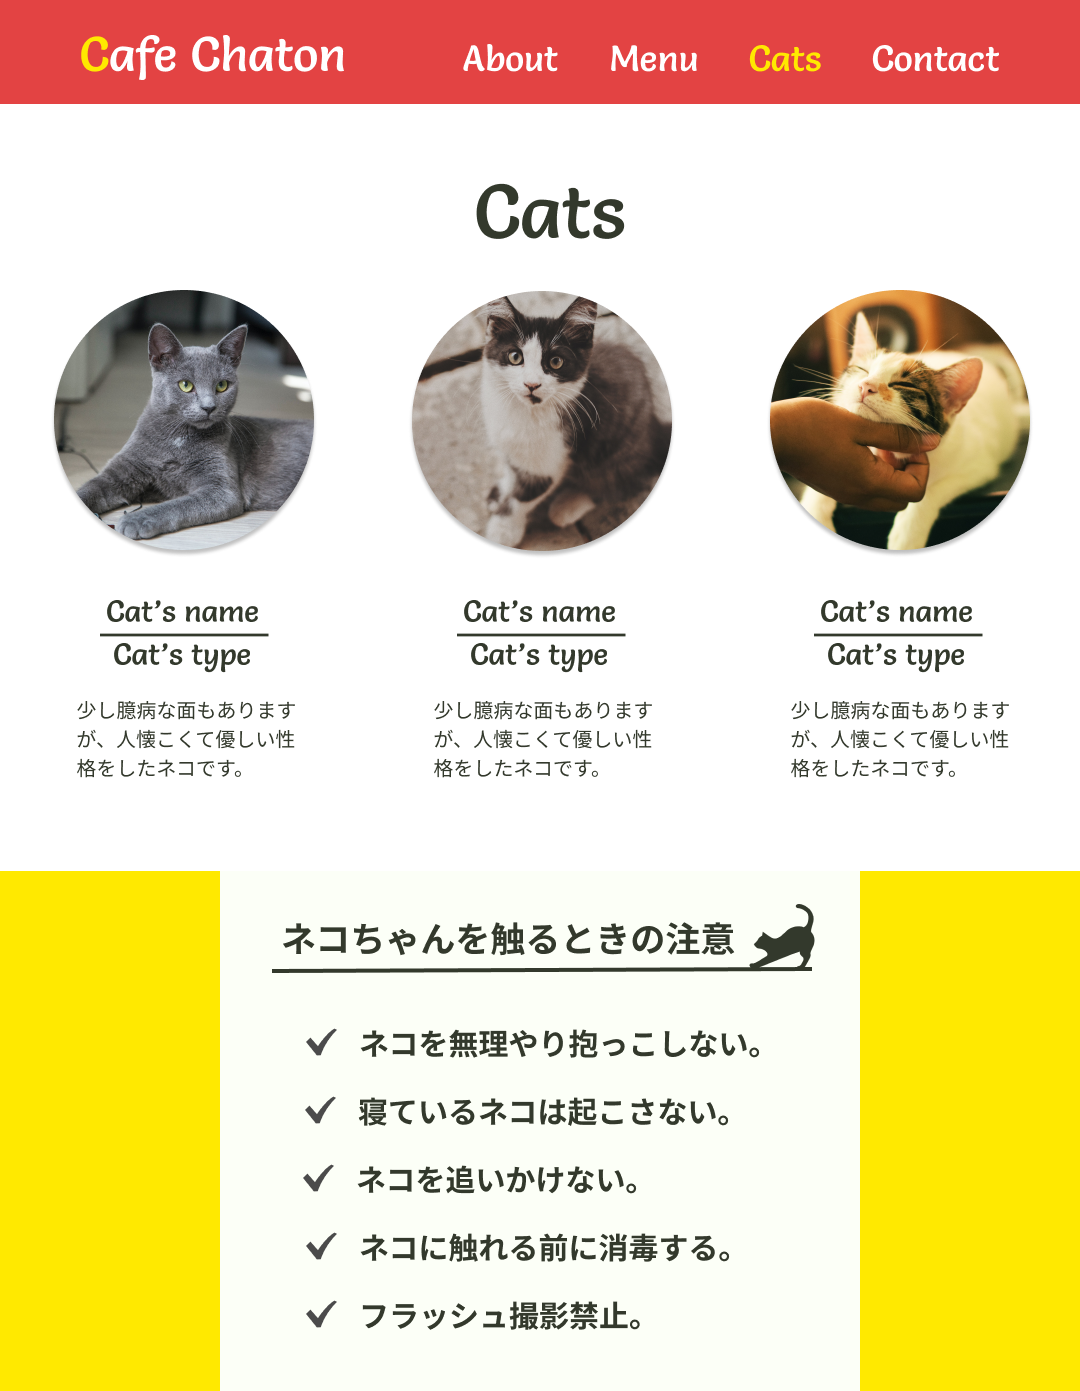 Cafe Chaton
About Menu Cats Contact
Cats
Cat's name
Cat's type
少し臆病な面もあります
が、人懐こくて優しい性
格をしたネコです。
Cat's name
Cat's type
少し臆病な面もあります
が、人懐こくて優しい性
格をしたネコです。
Cat's name
Cat's type
少し臆病な面もあります
が、人懐こくて優しい性
格をしたネコです。
ネコちゃんを触るときの注意
ネコを無理やり抱っこしない。
寝ているネコは起こさない。
ネコを追いかけない。
ネコに触れる前に消毒する。
フラッシュ撮影禁止。